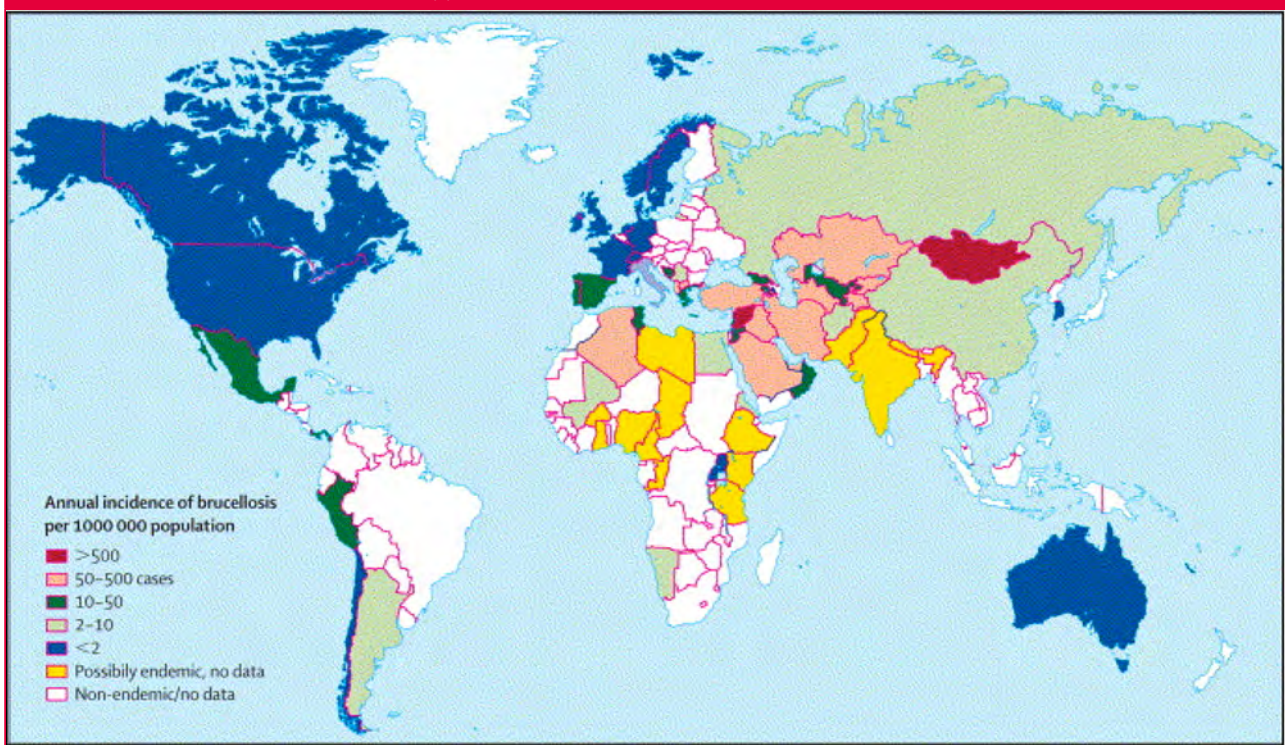 Annual incidence of brucellosis
per 1000 000 population
>500
50–500 cases
10–50
2–10
<2
Possibily endemic, no data
Non-endemic/no data